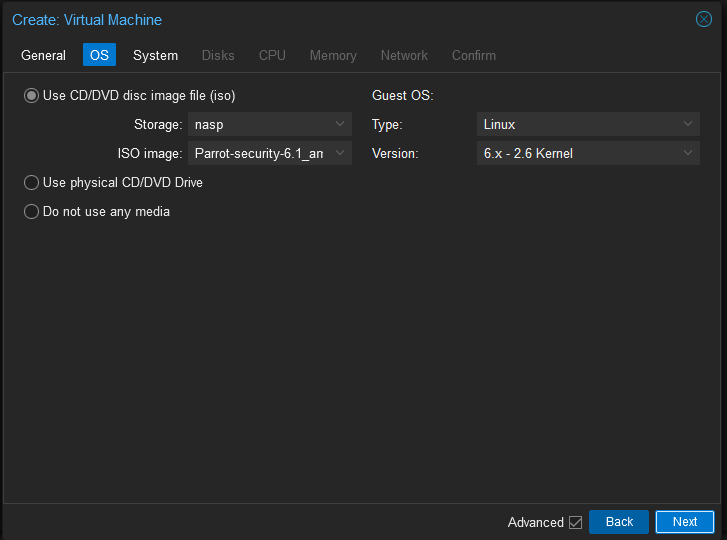 Create: Virtual Machine
General OS System Disks CPU Memory Network Confirm
Use CD/DVD disc image file (iso) Guest OS:
Storage: nasp Type: Linux
ISO image: Parrot-security-6.1_am Version: 6.x - 2.6 Kernel
Use physical CD/DVD Drive
Do not use any media
Advanced Back Next